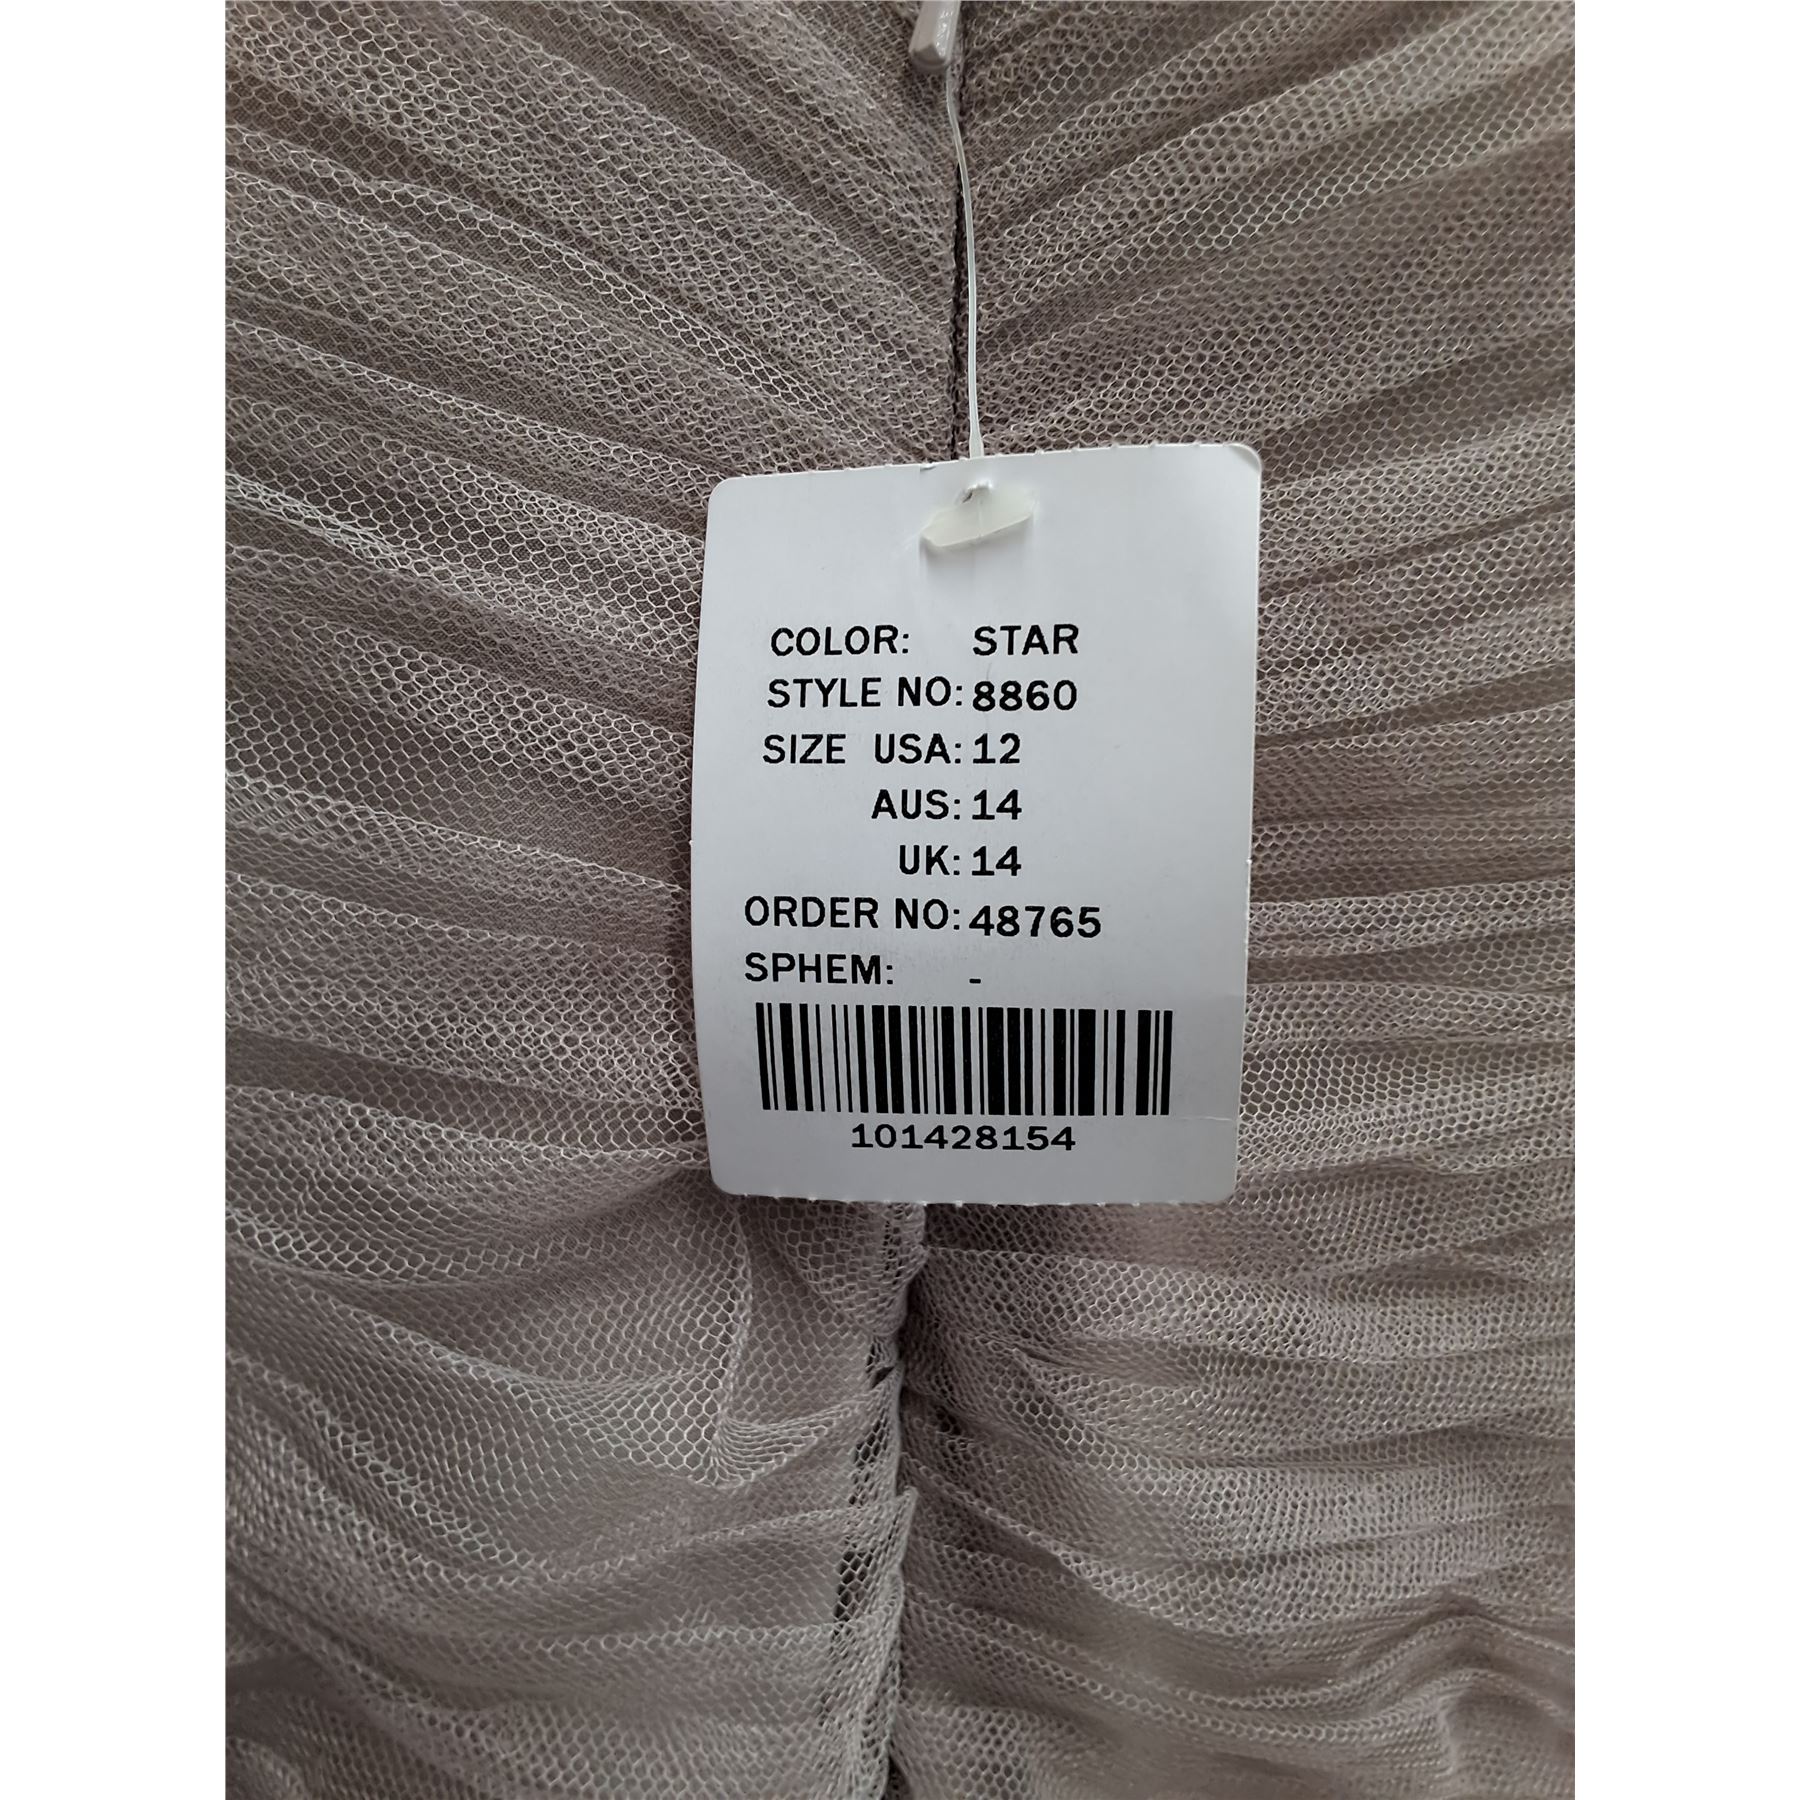 COLOR: STAR
STYLE NO: 8860
SIZE USA: 12
AUS: 14
UK: 14
ORDER NO: 48765
SPHEM: -
101428154